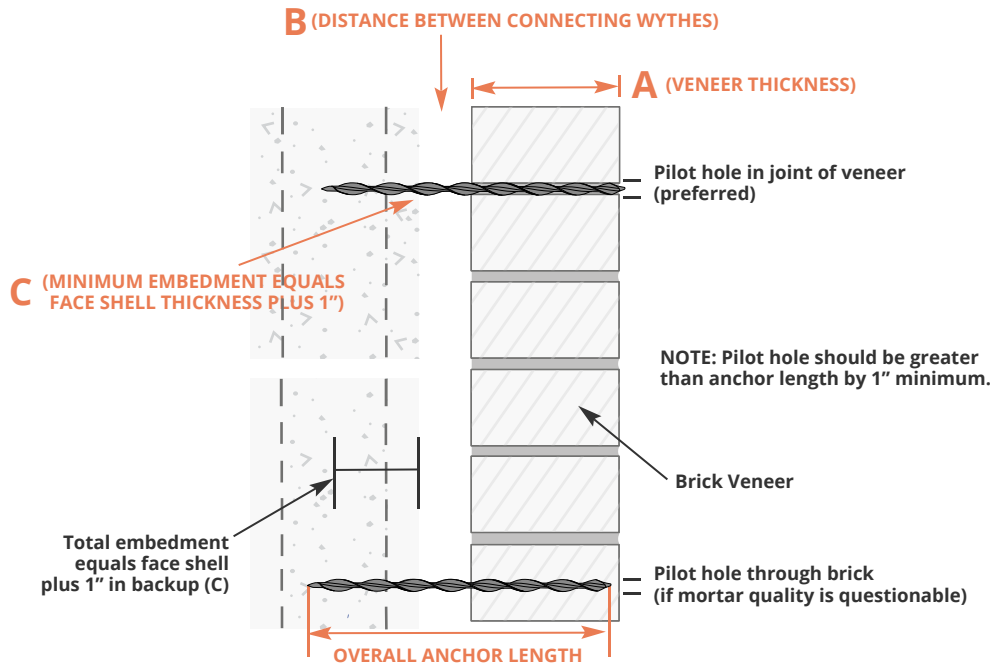 B (DISTANCE BETWEEN CONNECTING WYTHES)
A (VENEER THICKNESS)
Pilot hole in joint of veneer
(preferred)
C (MINIMUM EMBEDMENT EQUALS
FACE SHELL THICKNESS PLUS 1”)
NOTE: Pilot hole should be greater
than anchor length by 1” minimum.
Brick Veneer
Total embedment
equals face shell
plus 1” in backup (C)
Pilot hole through brick
(if mortar quality is questionable)
OVERALL ANCHOR LENGTH